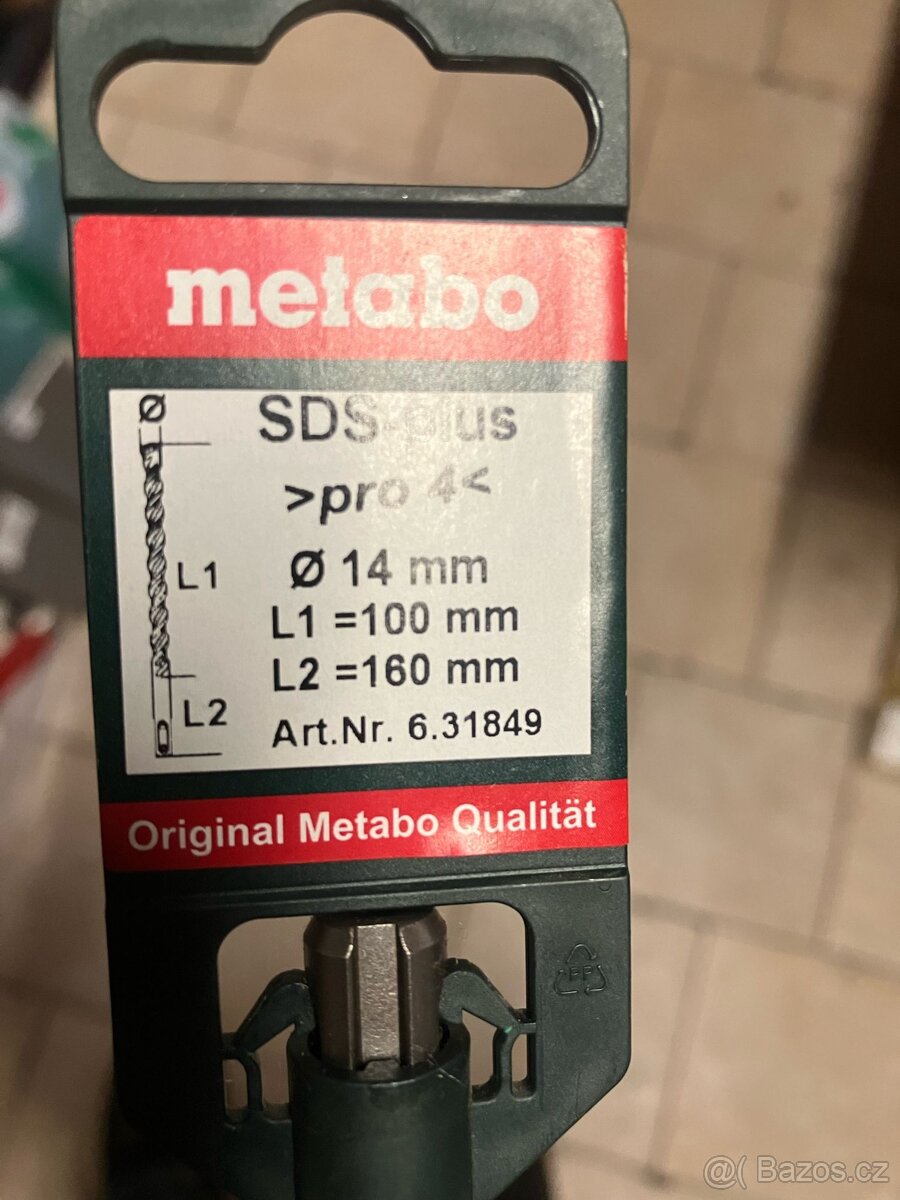 metabo
Ø
SDS-plus
>pro 4<
Ø 14 mm
L1
L1 =100 mm
L2 =160 mm
L2
Art.Nr. 6.31849
Original Metabo Qualität
PP
@( Bazos.cz